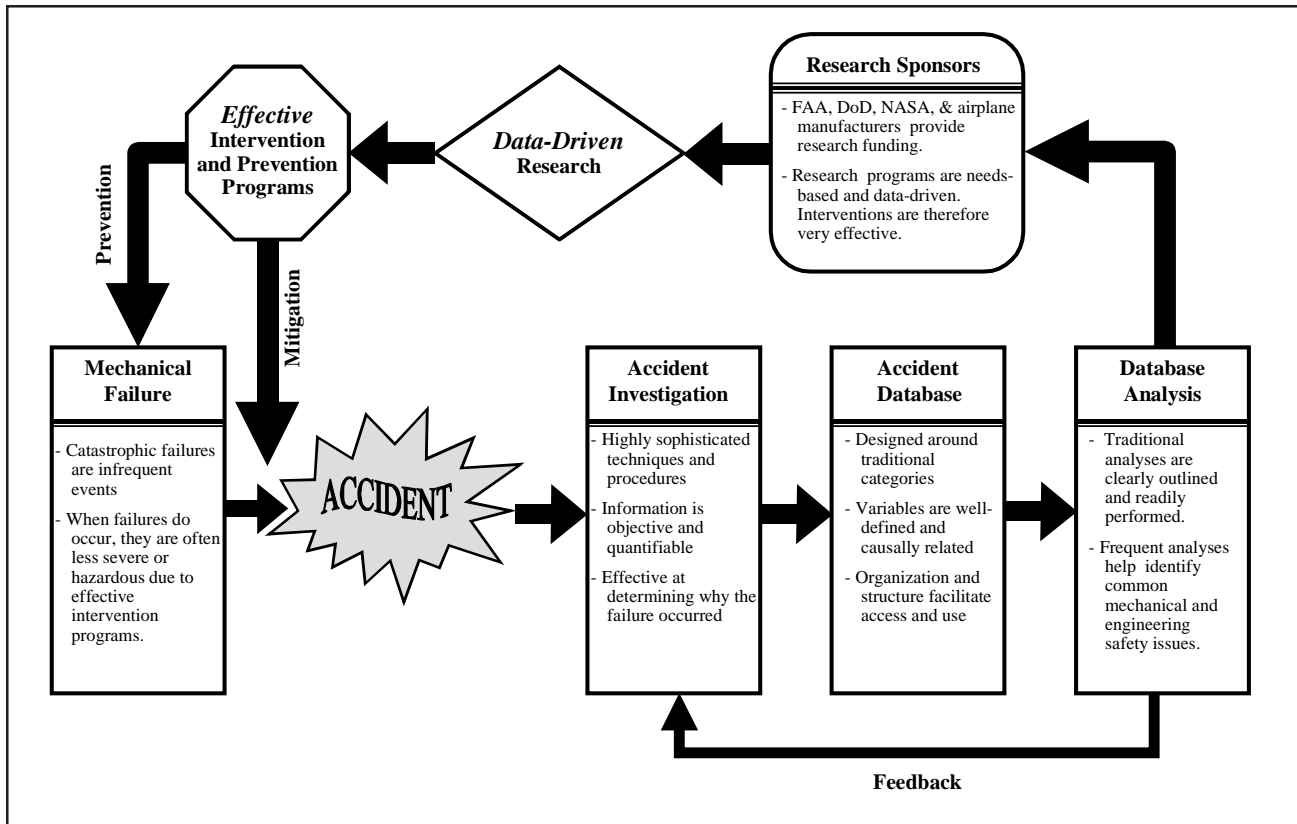 Research Sponsors
- FAA, DoD, NASA, & airplane
manufacturers provide
research funding.
- Research programs are needs-
based and data-driven.
Interventions are therefore
very effective.
Data-Driven
Research
Effective
Intervention
and Prevention
Programs
Prevention
Mitigation
Mechanical
Failure
- Catastrophic failures
are infrequent
events
- When failures do
occur, they are often
less severe or
hazardous due to
effective
intervention
programs.
ACCIDENT
Accident
Investigation
- Highly sophisticated
techniques and
procedures
- Information is
objective and
quantifiable
- Effective at
determining why the
failure occurred
Accident
Database
- Designed around
traditional
categories
- Variables are well-
defined and
causally related
- Organization and
structure facilitate
access and use
Database
Analysis
- Traditional
analyses are
clearly outlined
and readily
performed.
- Frequent analyses
help identify
common
mechanical and
engineering
safety issues.
Feedback